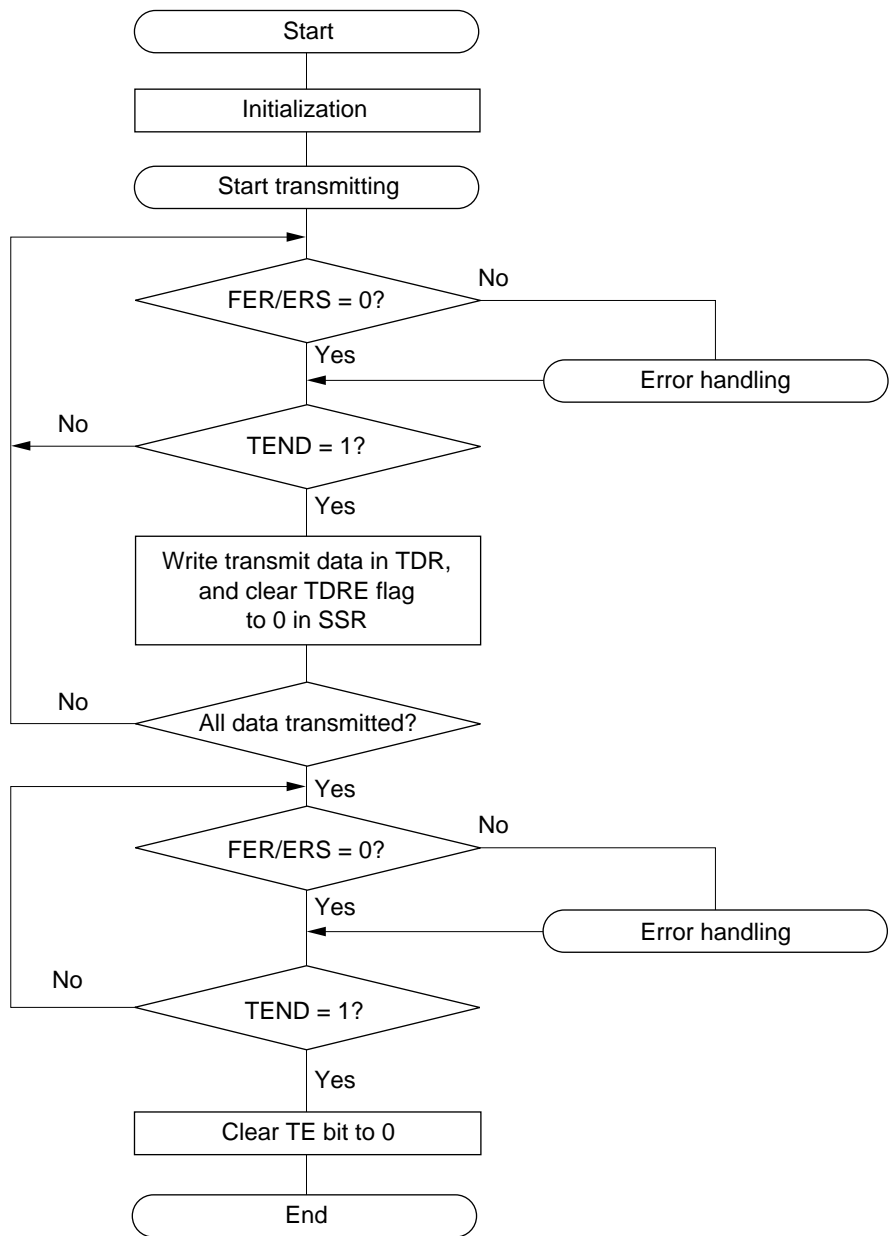 Start
Initialization
Start transmitting
FER/ERS = 0?
No
Yes
Error handling
No
TEND = 1?
Yes
Write transmit data in TDR,
and clear TDRE flag
to 0 in SSR
No
All data transmitted?
Yes
FER/ERS = 0?
No
Yes
Error handling
No
TEND = 1?
Yes
Clear TE bit to 0
End